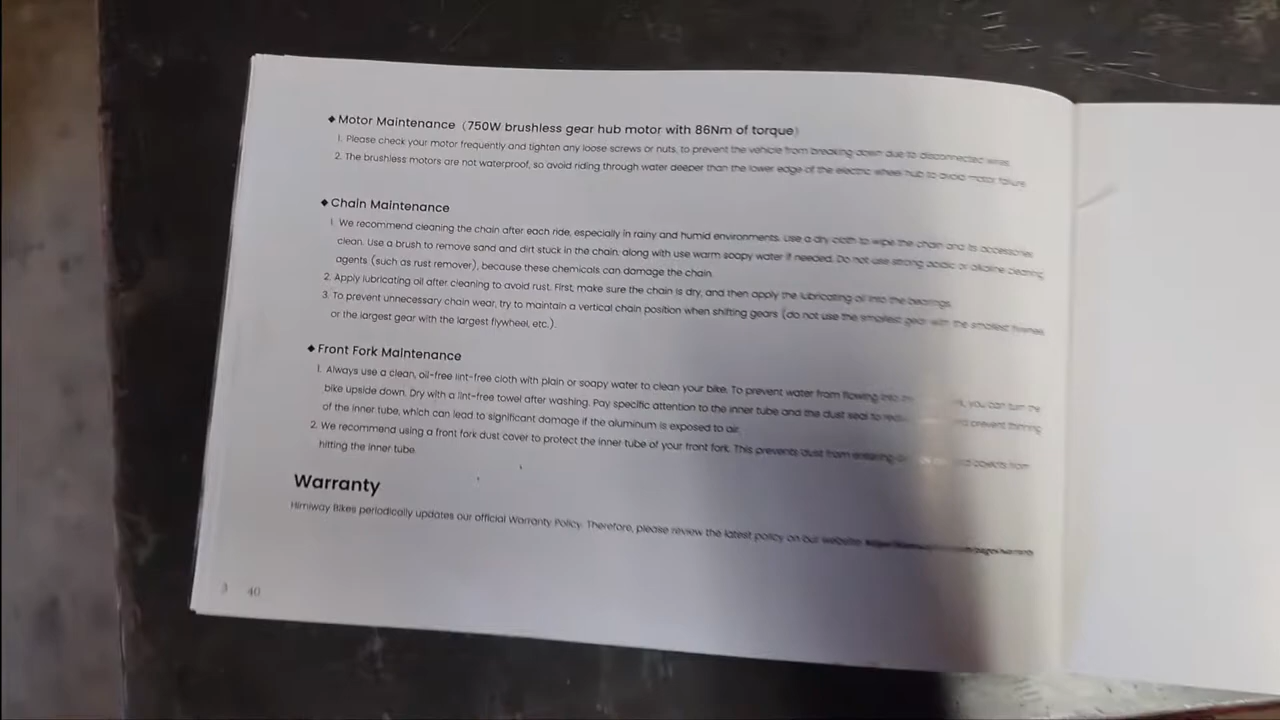 ◆ Motor Maintenance (750W brushless gear hub motor with 86Nm of torque)
1. Please check your motor frequently and tighten any loose screws or nuts, to prevent the vehicle from breaking down due to disconnected wires.
2. The brushless motors are not waterproof, so avoid riding through water deeper than the lower edge of the electric wheel hub to avoid motor failure.
◆ Chain Maintenance
1. We recommend cleaning the chain after each ride, especially in rainy and humid environments. Use a dry cloth to wipe the chain and its accessories
clean. Use a brush to remove sand and dirt stuck in the chain, along with use warm soapy water if needed. Do not use strong acidic or alkaline cleaning
agents (such as rust remover), because these chemicals can damage the chain.
2. Apply lubricating oil after cleaning to avoid rust. First, make sure the chain is dry, and then apply the lubricating oil into the bearings.
3. To prevent unnecessary chain wear, try to maintain a vertical chain position when shifting gears (do not use the smallest gear with the smallest flywheel,
or the largest gear with the largest flywheel, etc.).
◆ Front Fork Maintenance
1. Always use a clean, oil-free lint-free cloth with plain or soapy water to clean your bike. To prevent water from flowing into you can turn the
bike upside down. Dry with a lint-free towel after washing. Pay specific attention to the inner tube and the dust seal to prevent thinning
of the inner tube, which can lead to significant damage if the aluminum is exposed to air.
2. We recommend using a front fork dust cover to protect the inner tube of your front fork. This prevents dust from entering objects from
hitting the inner tube.
Warranty
Himiway Bikes periodically updates our official Warranty Policy. Therefore, please review the latest policy on our website
40